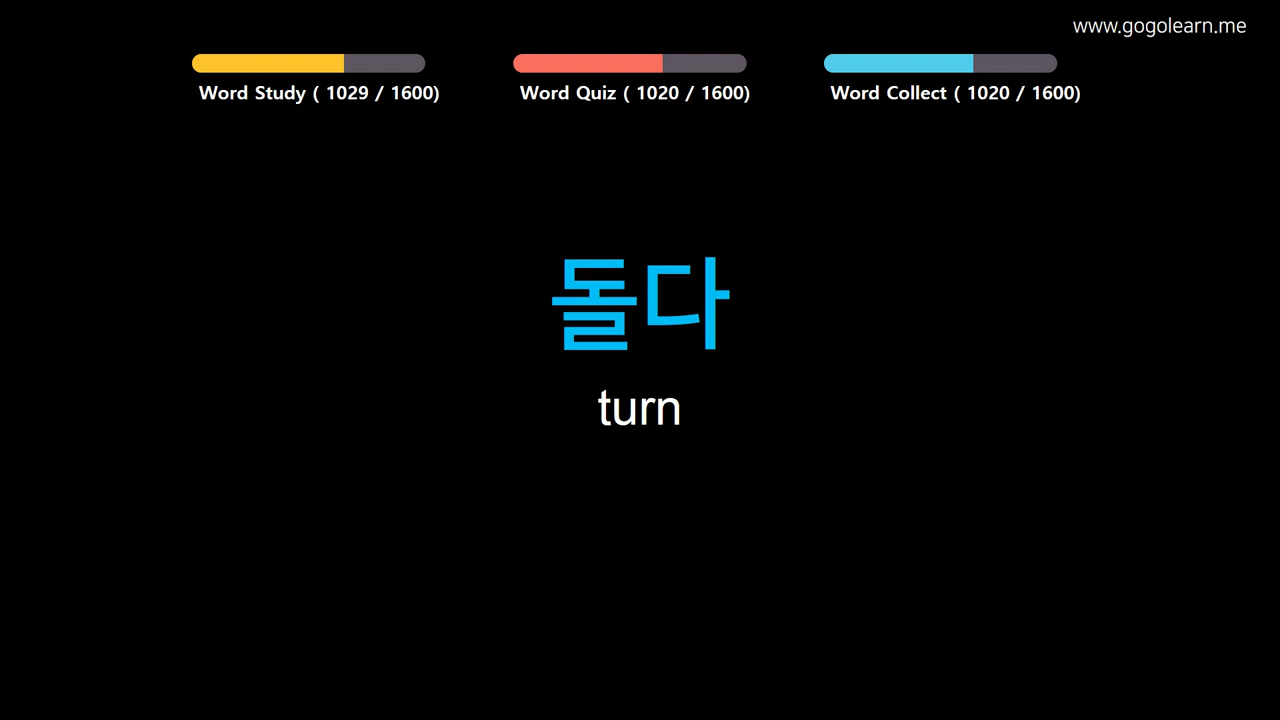 www.gogolearn.me
Word Study ( 1029 / 1600)
Word Quiz ( 1020 / 1600)
Word Collect ( 1020 / 1600)
돌다
turn